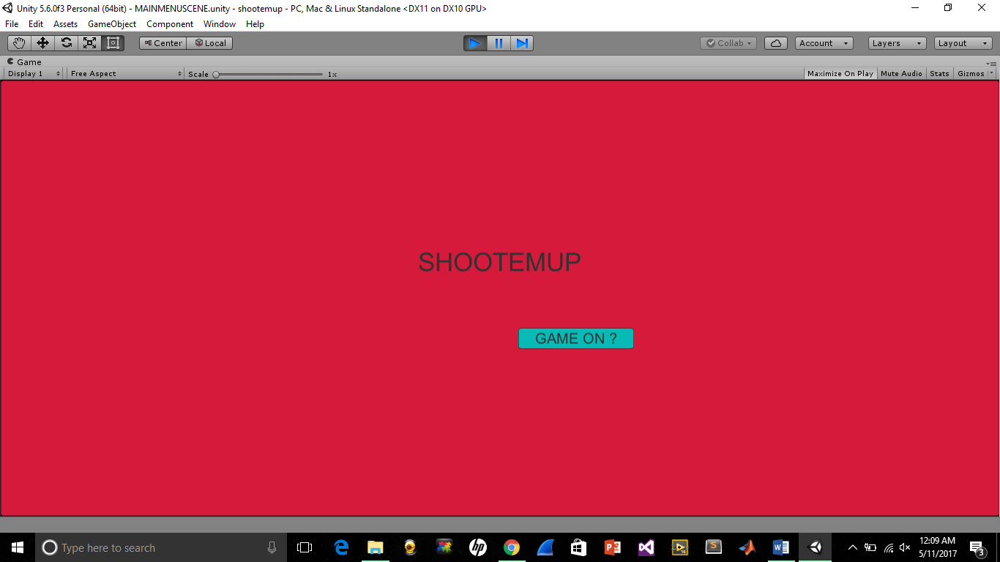 Unity 5.6.0f3 Personal (64bit) - MAINMENUSCENE.unity - shootemup - PC, Mac & Linux Standalone <DX11 on DX10 GPU>
File Edit Assets GameObject Component Window Help
Center Local Collab Account Layers Layout
Game
Display 1 Free Aspect Scale 1x Maximize On Play Mute Audio Stats Gizmos
SHOOTEMUP
GAME ON ?
Type here to search
12:09 AM
5/11/2017
3